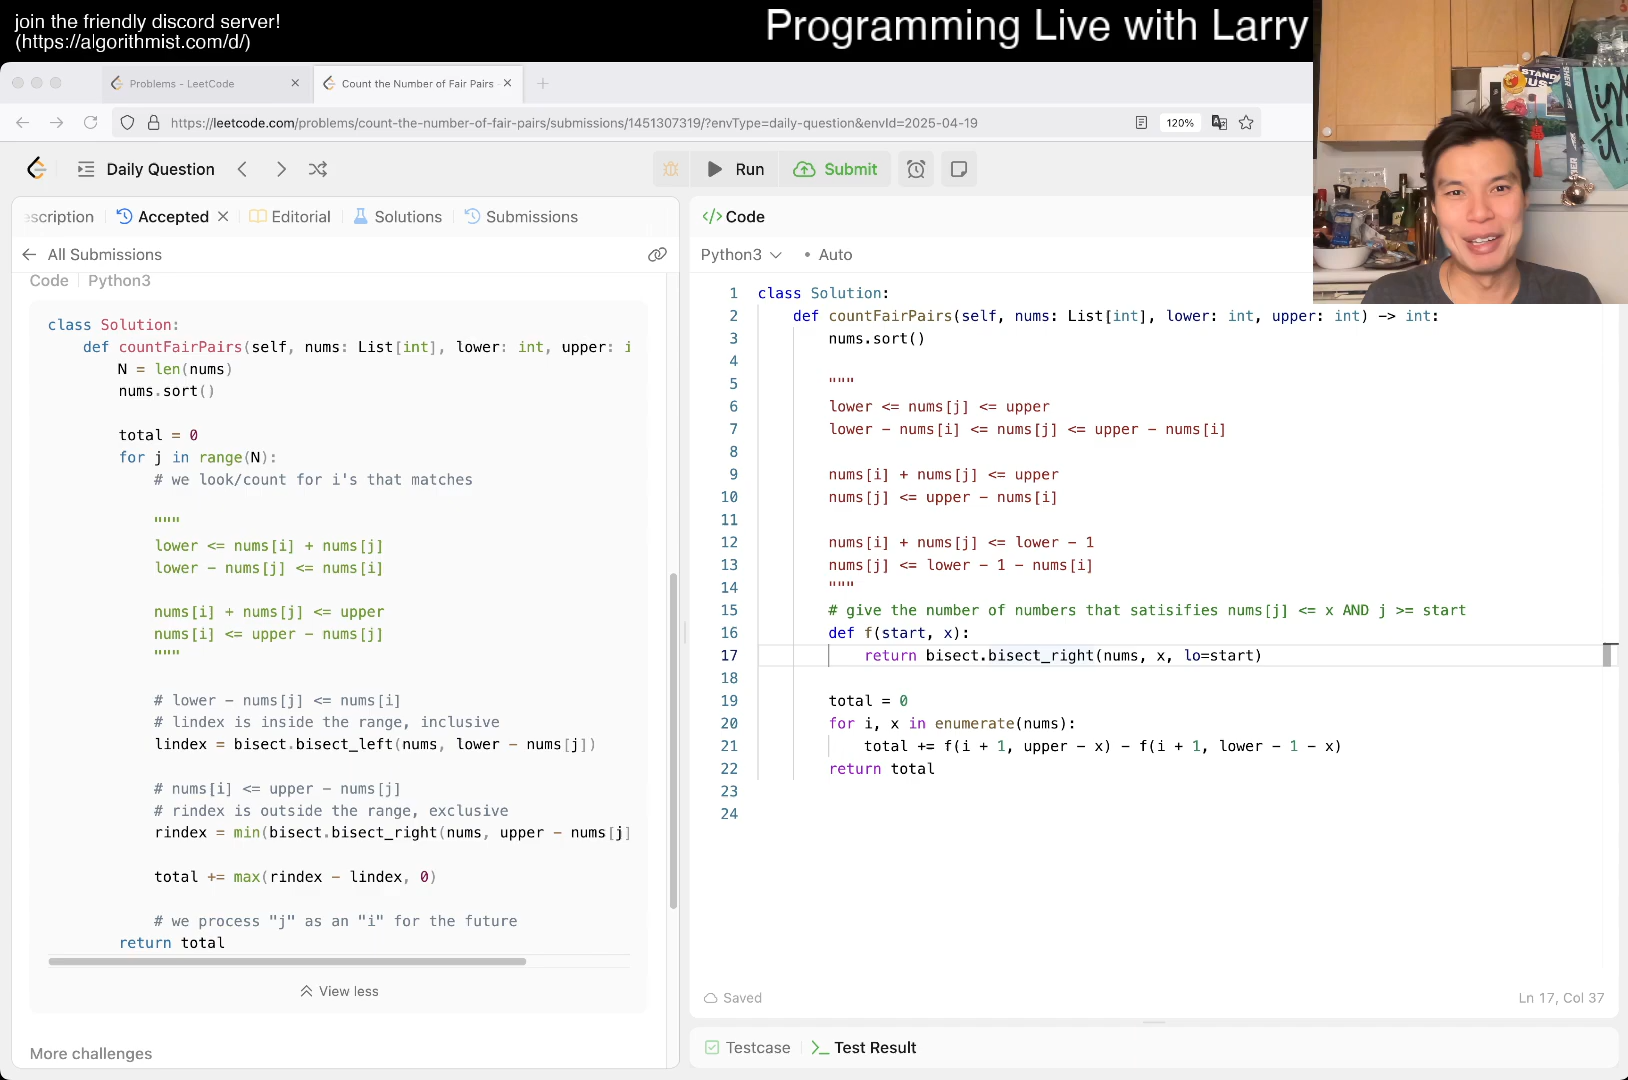 join the friendly discord server!
(https://algorithmist.com/d/)
Programming Live with Larry
Problems - LeetCode
Count the Number of Fair Pairs
https://leetcode.com/problems/count-the-number-of-fair-pairs/submissions/1451307319/?envType=daily-question&envId=2025-04-19
120%
Daily Question
Run
Submit
escription
Accepted
Editorial
Solutions
Submissions
All Submissions
Code
Python3
class Solution:
def countFairPairs(self, nums: List[int], lower: int, upper: i
N = len(nums)
nums.sort()
total = 0
for j in range(N):
# we look/count for i's that matches
"""
lower <= nums[i] + nums[j]
lower - nums[j] <= nums[i]
nums[i] + nums[j] <= upper
nums[i] <= upper - nums[j]
"""
# lower - nums[j] <= nums[i]
# lindex is inside the range, inclusive
lindex = bisect.bisect_left(nums, lower - nums[j])
# nums[i] <= upper - nums[j]
# rindex is outside the range, exclusive
rindex = min(bisect.bisect_right(nums, upper - nums[j]
total += max(rindex - lindex, 0)
# we process "j" as an "i" for the future
return total
View less
More challenges
</> Code
Python3
• Auto
1 class Solution:
2 def countFairPairs(self, nums: List[int], lower: int, upper: int) -> int:
3 nums.sort()
4
5 """
6 lower <= nums[j] <= upper
7 lower - nums[i] <= nums[j] <= upper - nums[i]
8
9 nums[i] + nums[j] <= upper
10 nums[j] <= upper - nums[i]
11
12 nums[i] + nums[j] <= lower - 1
13 nums[j] <= lower - 1 - nums[i]
14 """
15 # give the number of numbers that satisifies nums[j] <= x AND j >= start
16 def f(start, x):
17 return bisect.bisect_right(nums, x, lo=start)
18
19 total = 0
20 for i, x in enumerate(nums):
21 total += f(i + 1, upper - x) - f(i + 1, lower - 1 - x)
22 return total
23
24
Saved
Ln 17, Col 37
Testcase
Test Result